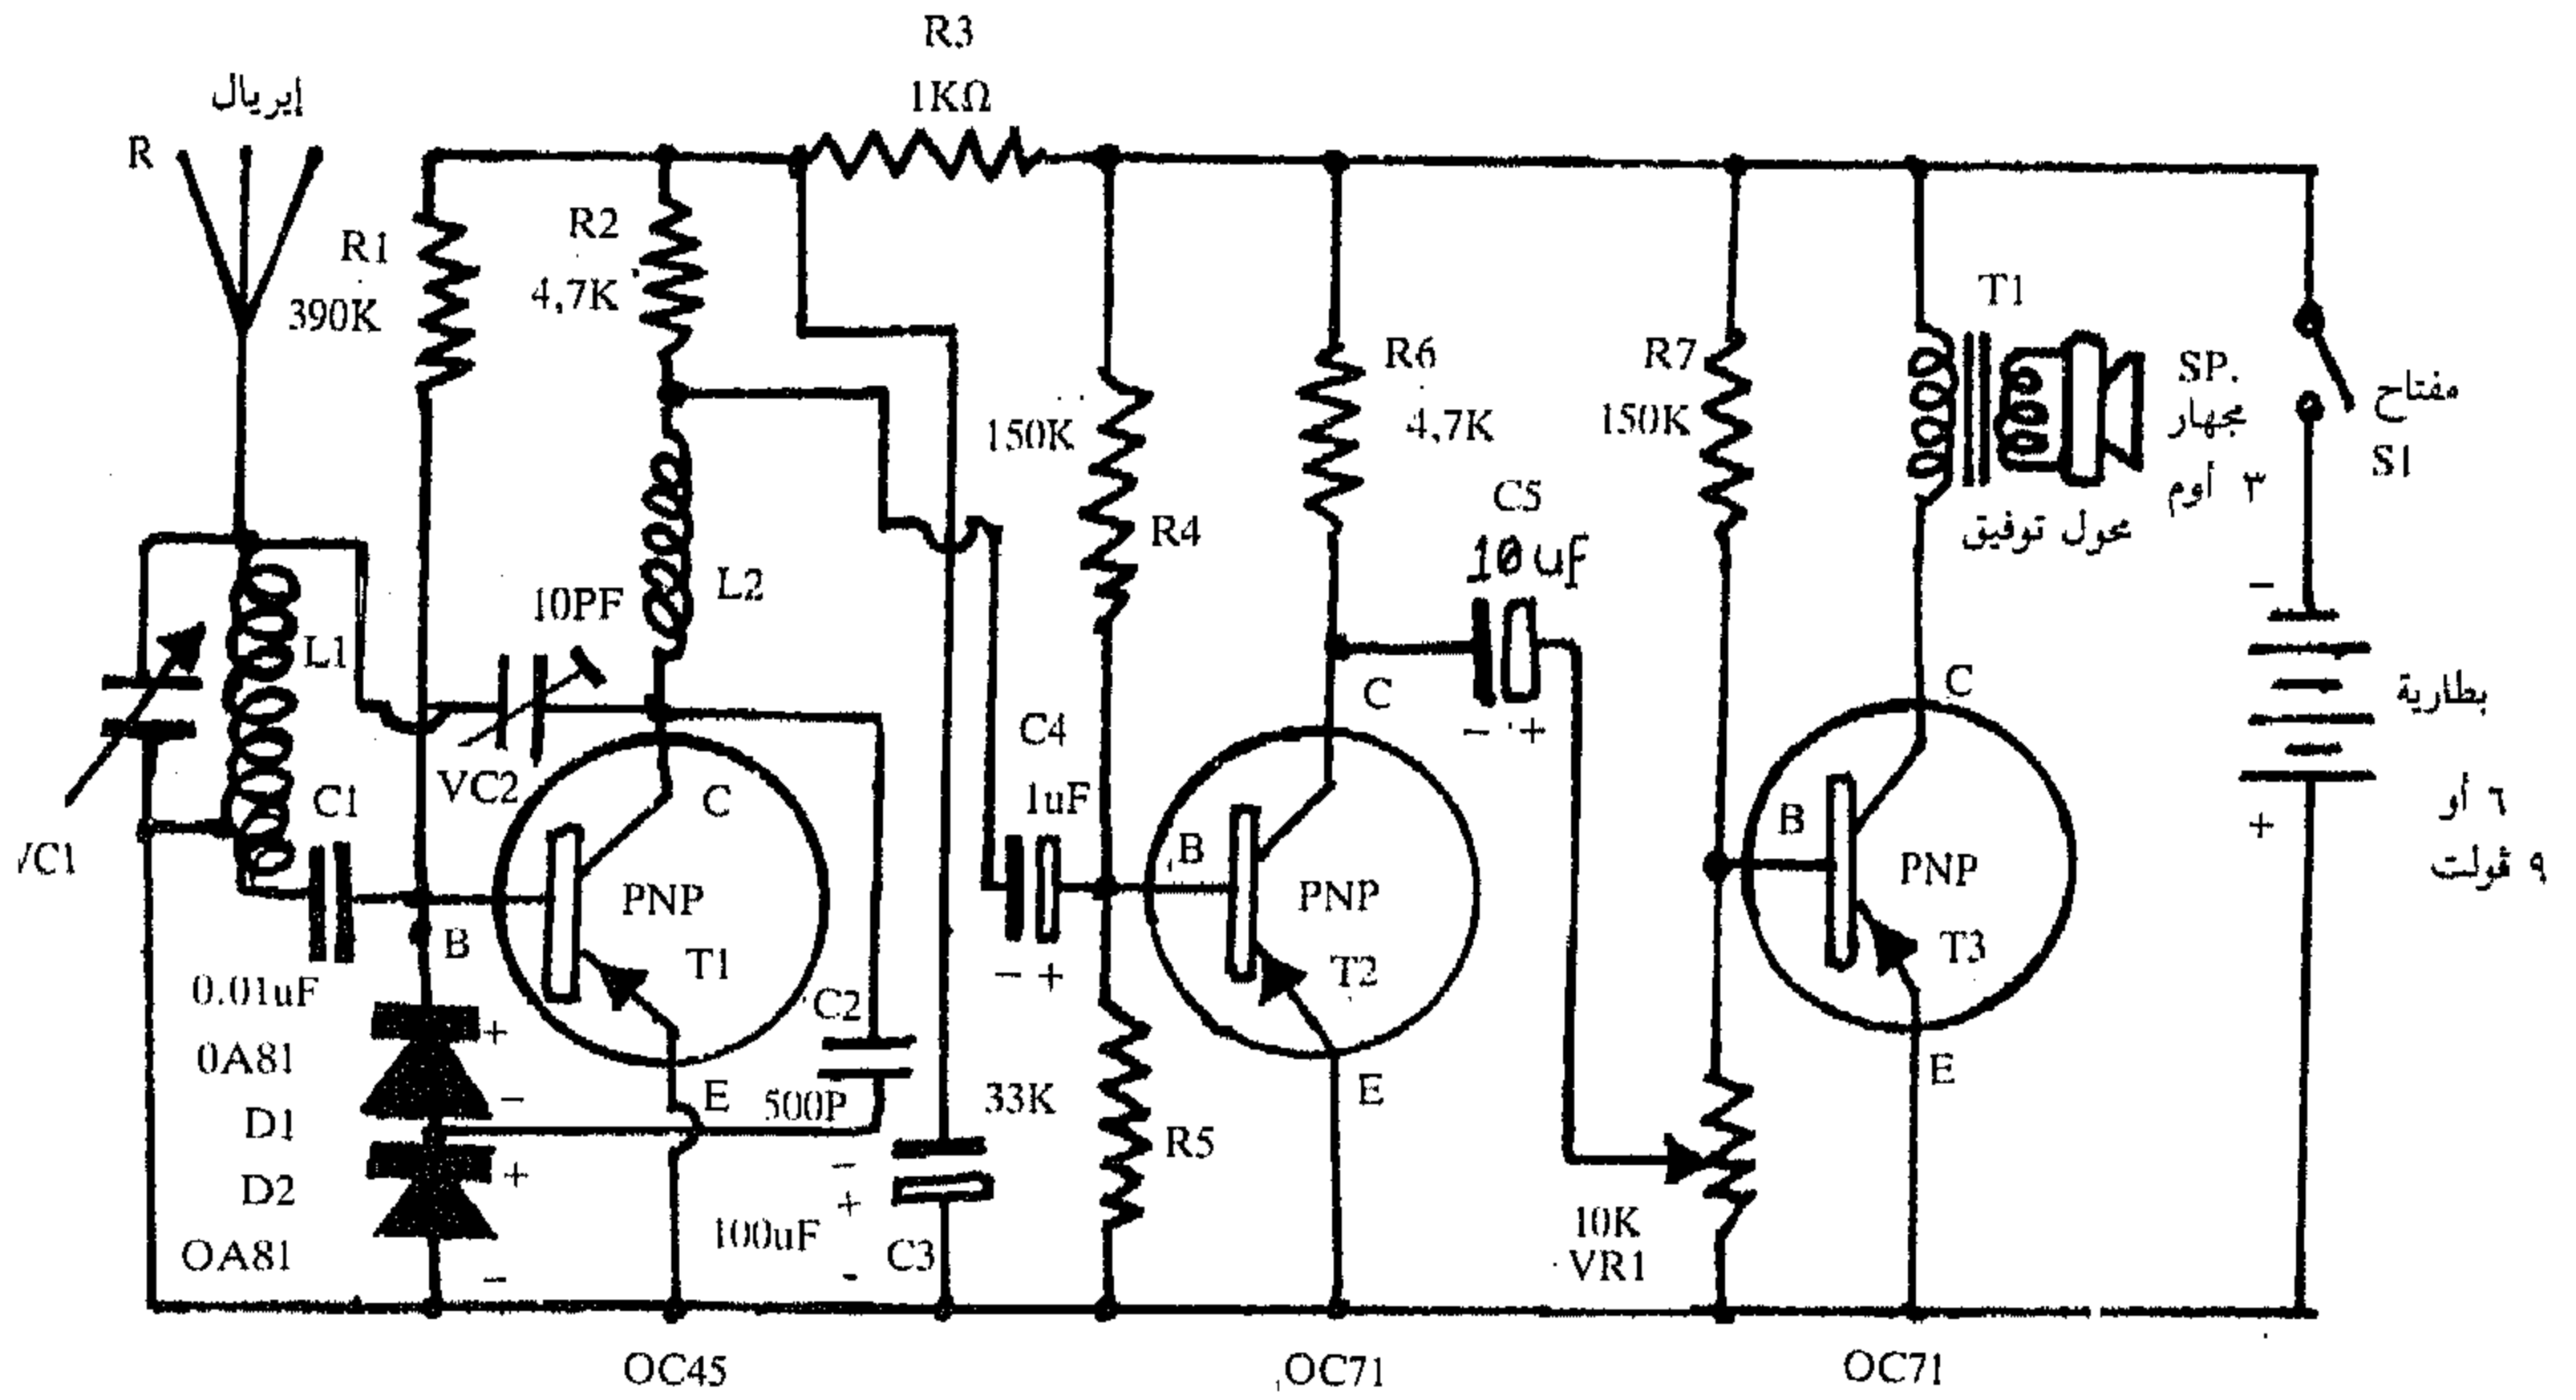 R3
1KΩ
إيريال
R
R1
390K
R2
4,7K
L1
10PF
L2
VC2
VC1
C1
0.01uF
B
C
PNP
T1
E
0A81
D1
D2
OA81
+
-
+
-
C2
500P
100uF
-
+
-
C3
OC45
150K
R4
C4
1uF
- +
33K
R5
R6
4,7K
C
B
PNP
T2
E
OC71
C5
10uF
- +
R7
150K
10K
VR1
C
B
PNP
T3
E
OC71
T1
محول توفيق
SP.
مجهار
٣ أوم
مفتاح
S1
-
بطارية
+
٦ أو
٩ ڤولت